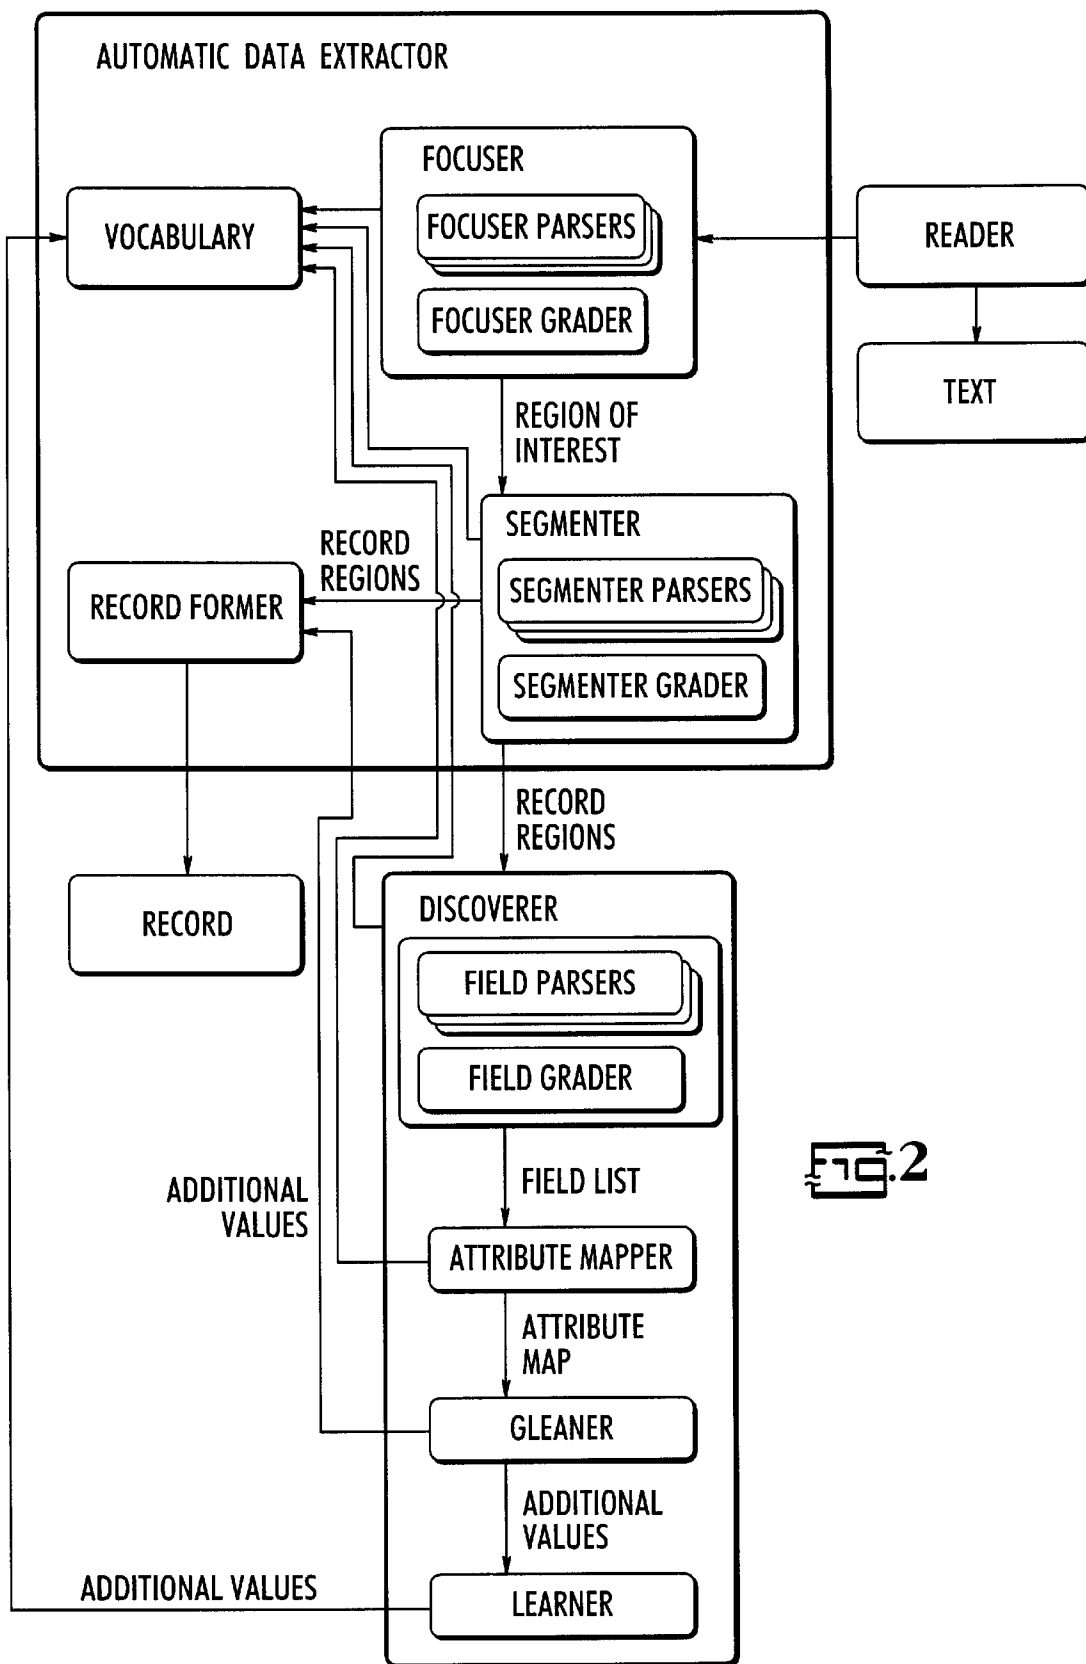 AUTOMATIC DATA EXTRACTOR
FOCUSER
VOCABULARY
FOCUSER PARSERS
READER
FOCUSER GRADER
TEXT
REGION OF
INTEREST
SEGMENTER
RECORD
REGIONS
SEGMENTER PARSERS
RECORD FORMER
SEGMENTER GRADER
RECORD
REGIONS
RECORD
DISCOVERER
FIELD PARSERS
FIELD GRADER
FIG.2
FIELD LIST
ADDITIONAL
VALUES
ATTRIBUTE MAPPER
ATTRIBUTE
MAP
GLEANER
ADDITIONAL
VALUES
ADDITIONAL VALUES
LEARNER